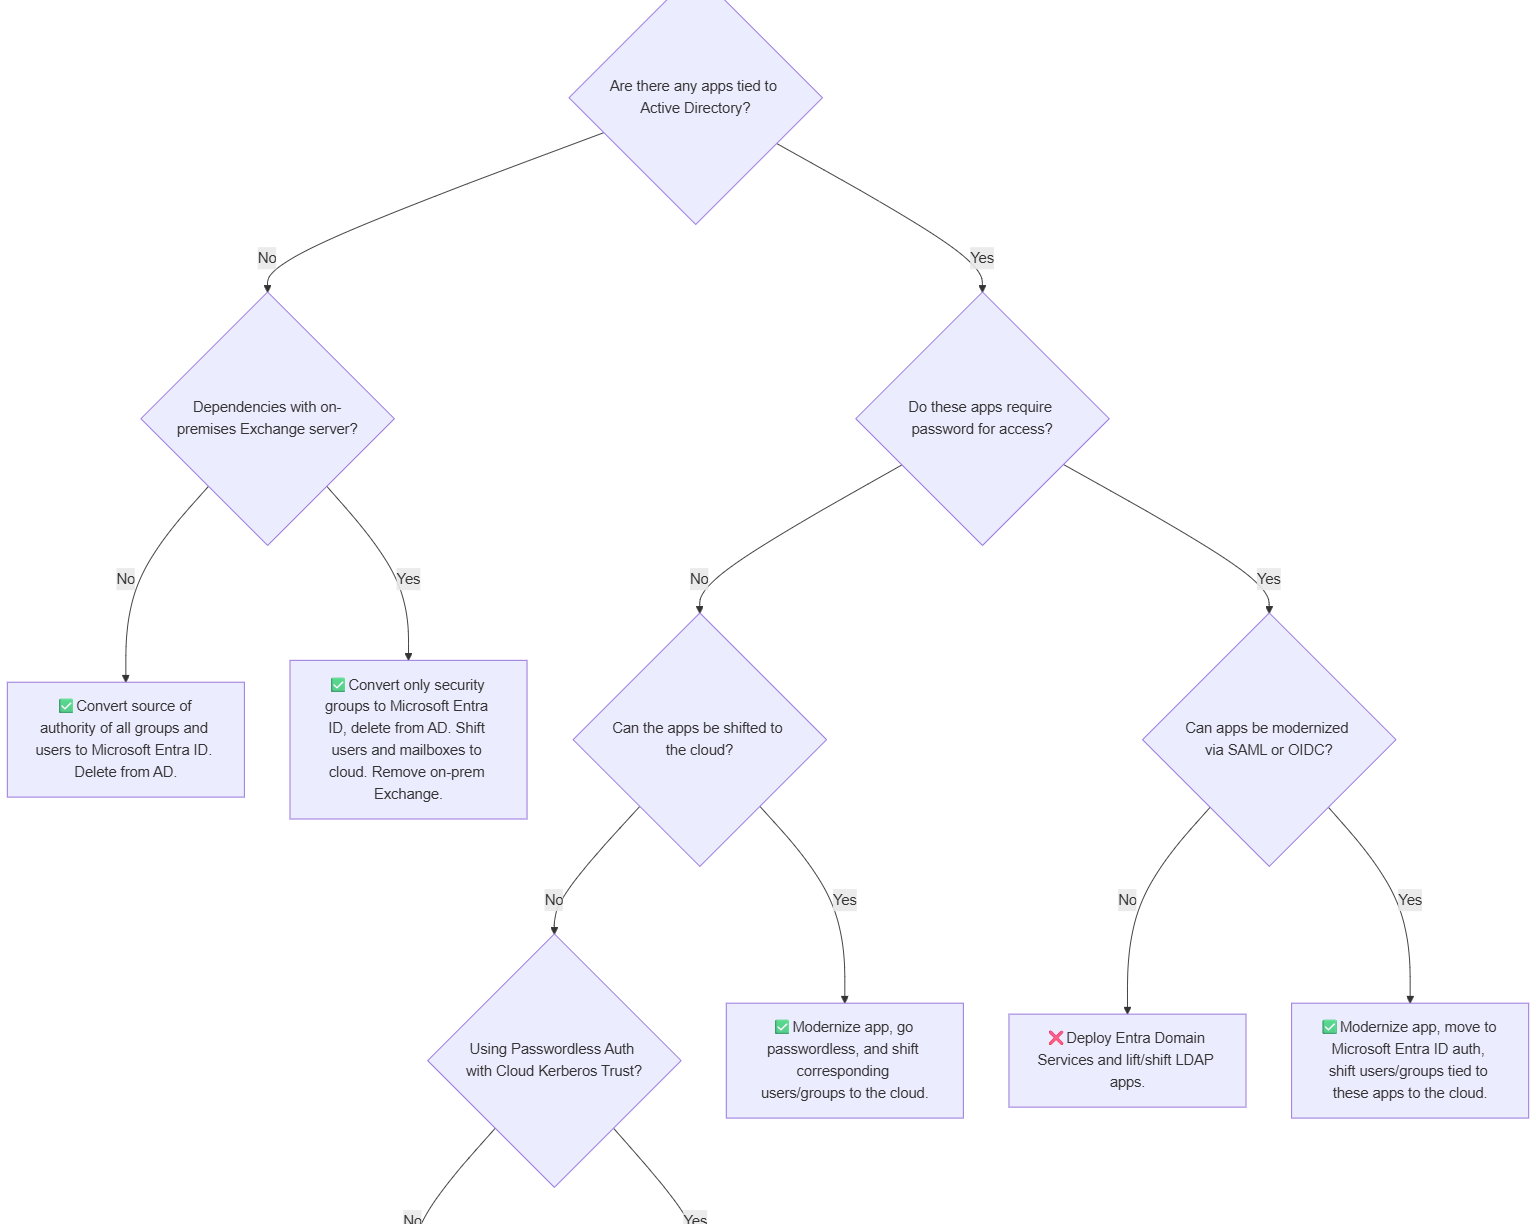 Are there any apps tied to
Active Directory?
No
Yes
Dependencies with on-
premises Exchange server?
Do these apps require
password for access?
No
Yes
No
Yes
✅ Convert source of
authority of all groups and
users to Microsoft Entra ID.
Delete from AD.
✅ Convert only security
groups to Microsoft Entra
ID, delete from AD. Shift
users and mailboxes to
cloud. Remove on-prem
Exchange.
Can the apps be shifted to
the cloud?
Can apps be modernized
via SAML or OIDC?
No
Yes
No
Yes
Using Passwordless Auth
with Cloud Kerberos Trust?
✅ Modernize app, go
passwordless, and shift
corresponding
users/groups to the cloud.
❌ Deploy Entra Domain
Services and lift/shift LDAP
apps.
✅ Modernize app, move to
Microsoft Entra ID auth,
shift users/groups tied to
these apps to the cloud.
No
Yes